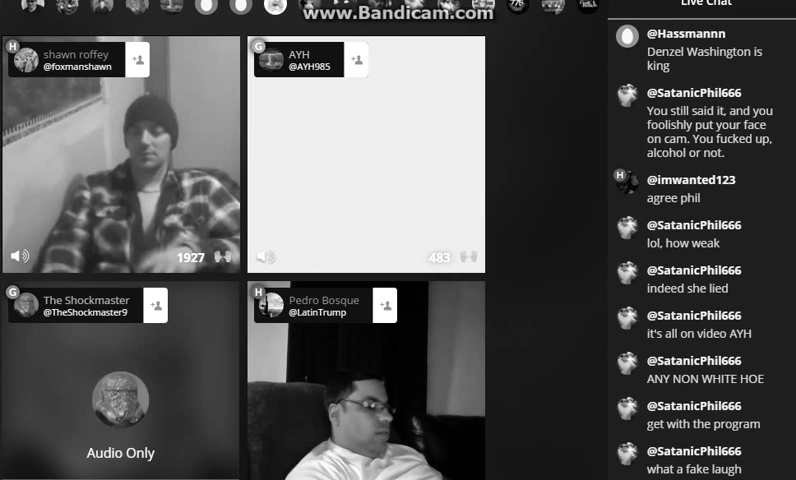 www.Bandicam.com
Live Chat
H
shawn roffey
@foxmanshawn
1927
G
AYH
@AYH985
483
G
The Shockmaster
@TheShockmaster9
Audio Only
H
Pedro Bosque
@LatinTrump
@Hassmannn
Denzel Washington is
king
@SatanicPhil666
You still said it, and you
foolishly put your face
on cam. You fucked up,
alcohol or not.
H
@imwanted123
agree phil
@SatanicPhil666
lol, how weak
@SatanicPhil666
indeed she lied
@SatanicPhil666
it's all on video AYH
@SatanicPhil666
ANY NON WHITE HOE
@SatanicPhil666
get with the program
@SatanicPhil666
what a fake laugh